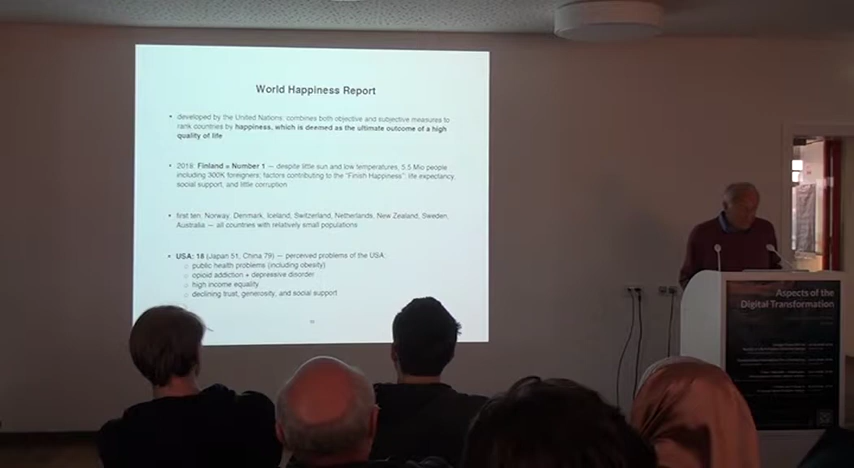 World Happiness Report
• developed by the United Nations: combines both objective and subjective measures to
rank countries by happiness, which is deemed as the ultimate outcome of a high
quality of life
• 2018: Finland = Number 1 — despite little sun and low temperatures, 5.5 Mio people
including 300K foreigners; factors contributing to the "Finish Happiness": life expectancy,
social support, and little corruption
• first ten: Norway, Denmark, Iceland, Switzerland, Netherlands, New Zealand, Sweden,
Australia — all countries with relatively small populations
• USA: 18 (Japan 51, China 79) — perceived problems of the USA:
public health problems (including obesity)
opioid addiction + depressive disorder
high income equality
declining trust, generosity, and social support
Aspects of the
Digital Transformation